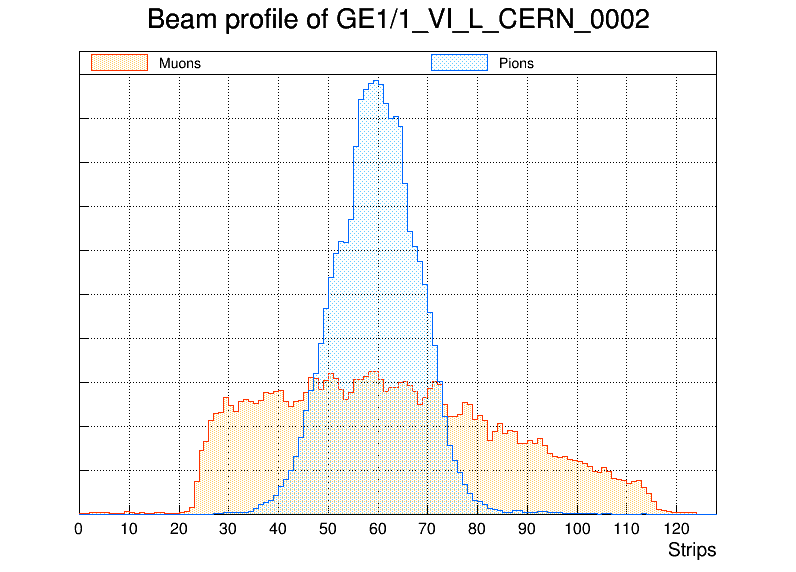 Beam profile of GE1/1_VI_L_CERN_0002
Muons Pions
0 10 20 30 40 50 60 70 80 90 100 110 120
Strips